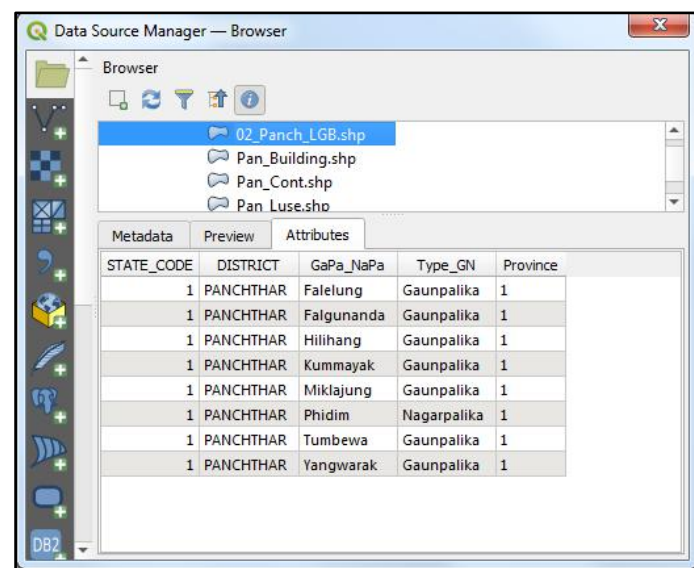 Data Source Manager — Browser
Browser
02_Panch_LGB.shp
Pan_Building.shp
Pan_Cont.shp
Pan_Luse.shp
Metadata Preview Attributes
STATE_CODE DISTRICT GaPa_NaPa Type_GN Province
1 PANCHTHAR Falelung Gaunpalika 1
1 PANCHTHAR Falgunanda Gaunpalika 1
1 PANCHTHAR Hilihang Gaunpalika 1
1 PANCHTHAR Kummayak Gaunpalika 1
1 PANCHTHAR Miklajung Gaunpalika 1
1 PANCHTHAR Phidim Nagarpalika 1
1 PANCHTHAR Tumbewa Gaunpalika 1
1 PANCHTHAR Yangwarak Gaunpalika 1
DB2